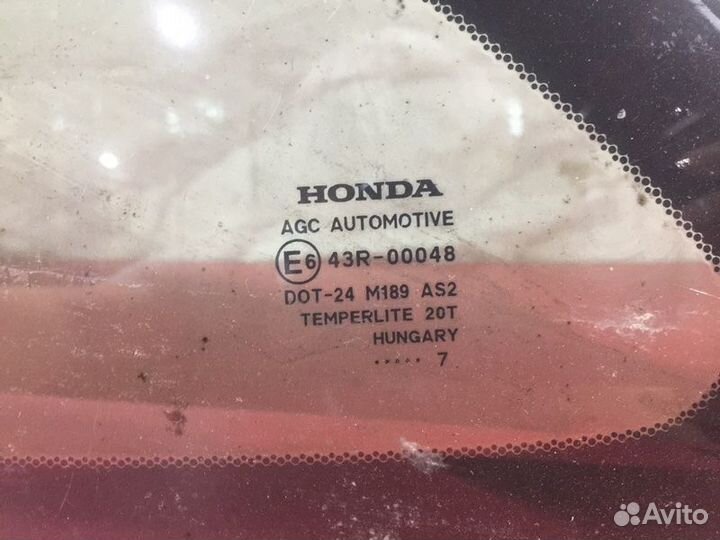 HONDA
AGC AUTOMOTIVE
E6 43R-00048
DOT-24 M189 AS2
TEMPERLITE 20T
HUNGARY
..... 7
Avito